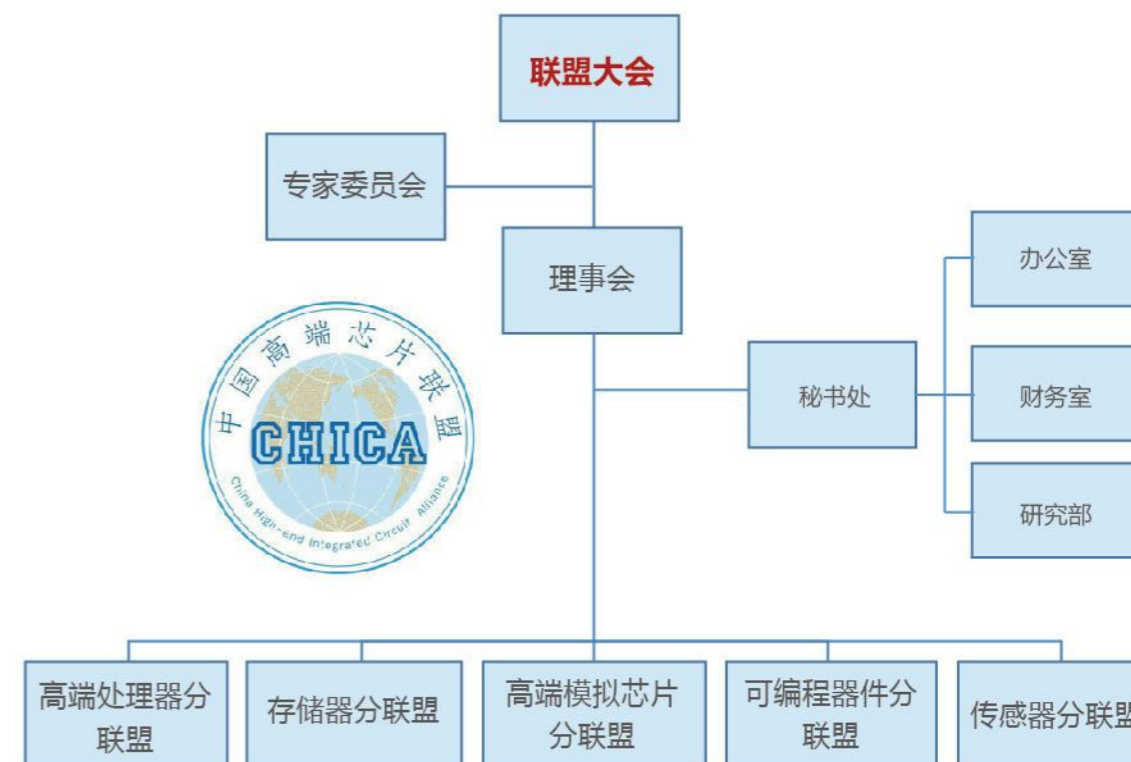 联盟大会
专家委员会
理事会
办公室
秘书处
财务室
研究部
中国高端芯片联盟
CHICA
China High-end Integrated Circuit Alliance
高端处理器分
联盟
存储器分联盟
高端模拟芯片
分联盟
可编程器件分
联盟
传感器分联盟